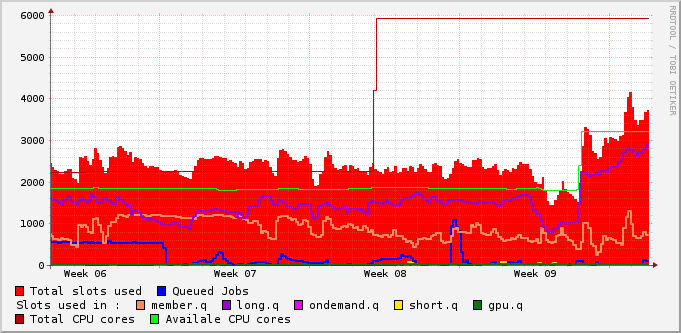 RRDTOOL / TOBI OETIKER
6000
5000
4000
3000
2000
1000
0
Week 06 Week 07 Week 08 Week 09
Total slots used Queued Jobs
Slots used in : member.q long.q ondemand.q short.q gpu.q
Total CPU cores Availale CPU cores